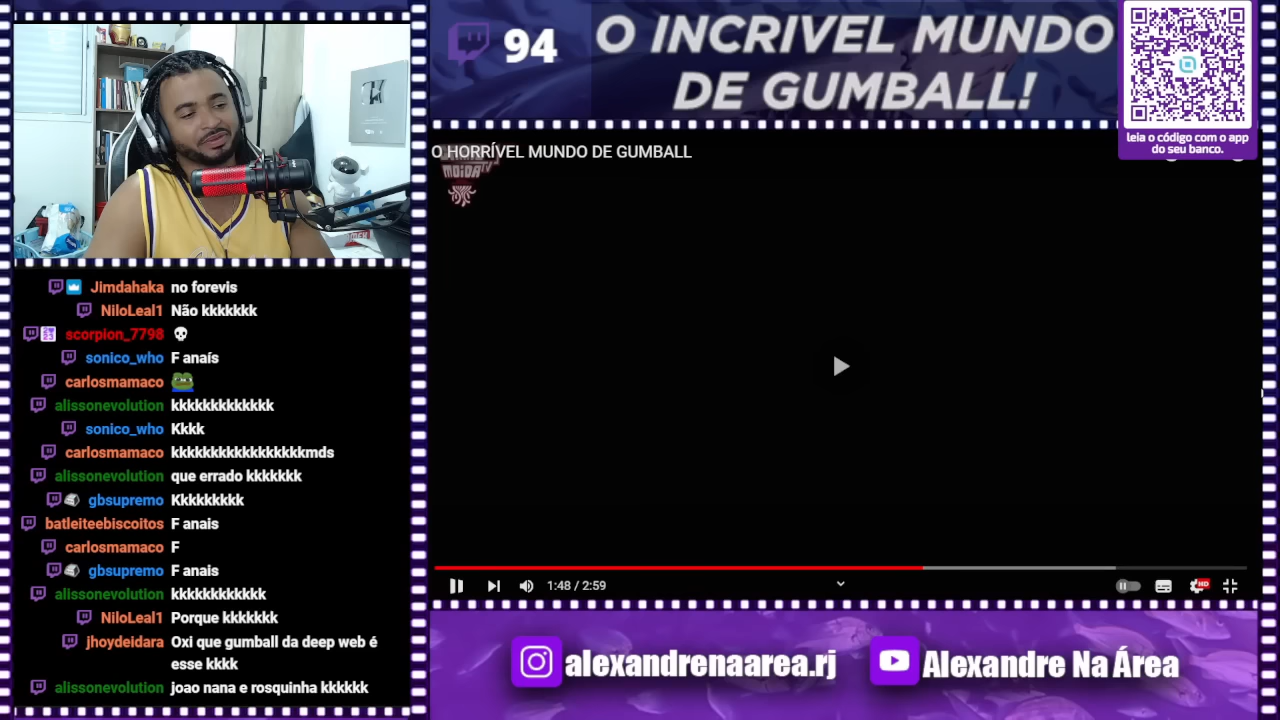 94
O INCRIVEL MUNDO
DE GUMBALL!
leia o código com o app
do seu banco.
O HORRÍVEL MUNDO DE GUMBALL
MOIDA
Jimdahaka no forevis
NiloLeal1 Não kkkkkkk
scorpion_7798
sonico_who F anaís
carlosmamaco
alissonevolution kkkkkkkkkkkkk
sonico_who Kkkk
carlosmamaco kkkkkkkkkkkkkkkkkmds
alissonevolution que errado kkkkkkk
gbsupremo Kkkkkkkkk
batleiteebiscoitos F anais
carlosmamaco F
gbsupremo F anais
alissonevolution kkkkkkkkkkkk
NiloLeal1 Porque kkkkkkk
jhoydeidara Oxi que gumball da deep web é
esse kkkk
alissonevolution joao nana e rosquinha kkkkkk
1:48 / 2:59
HD
alexandrenaarea.rj
Alexandre Na Área